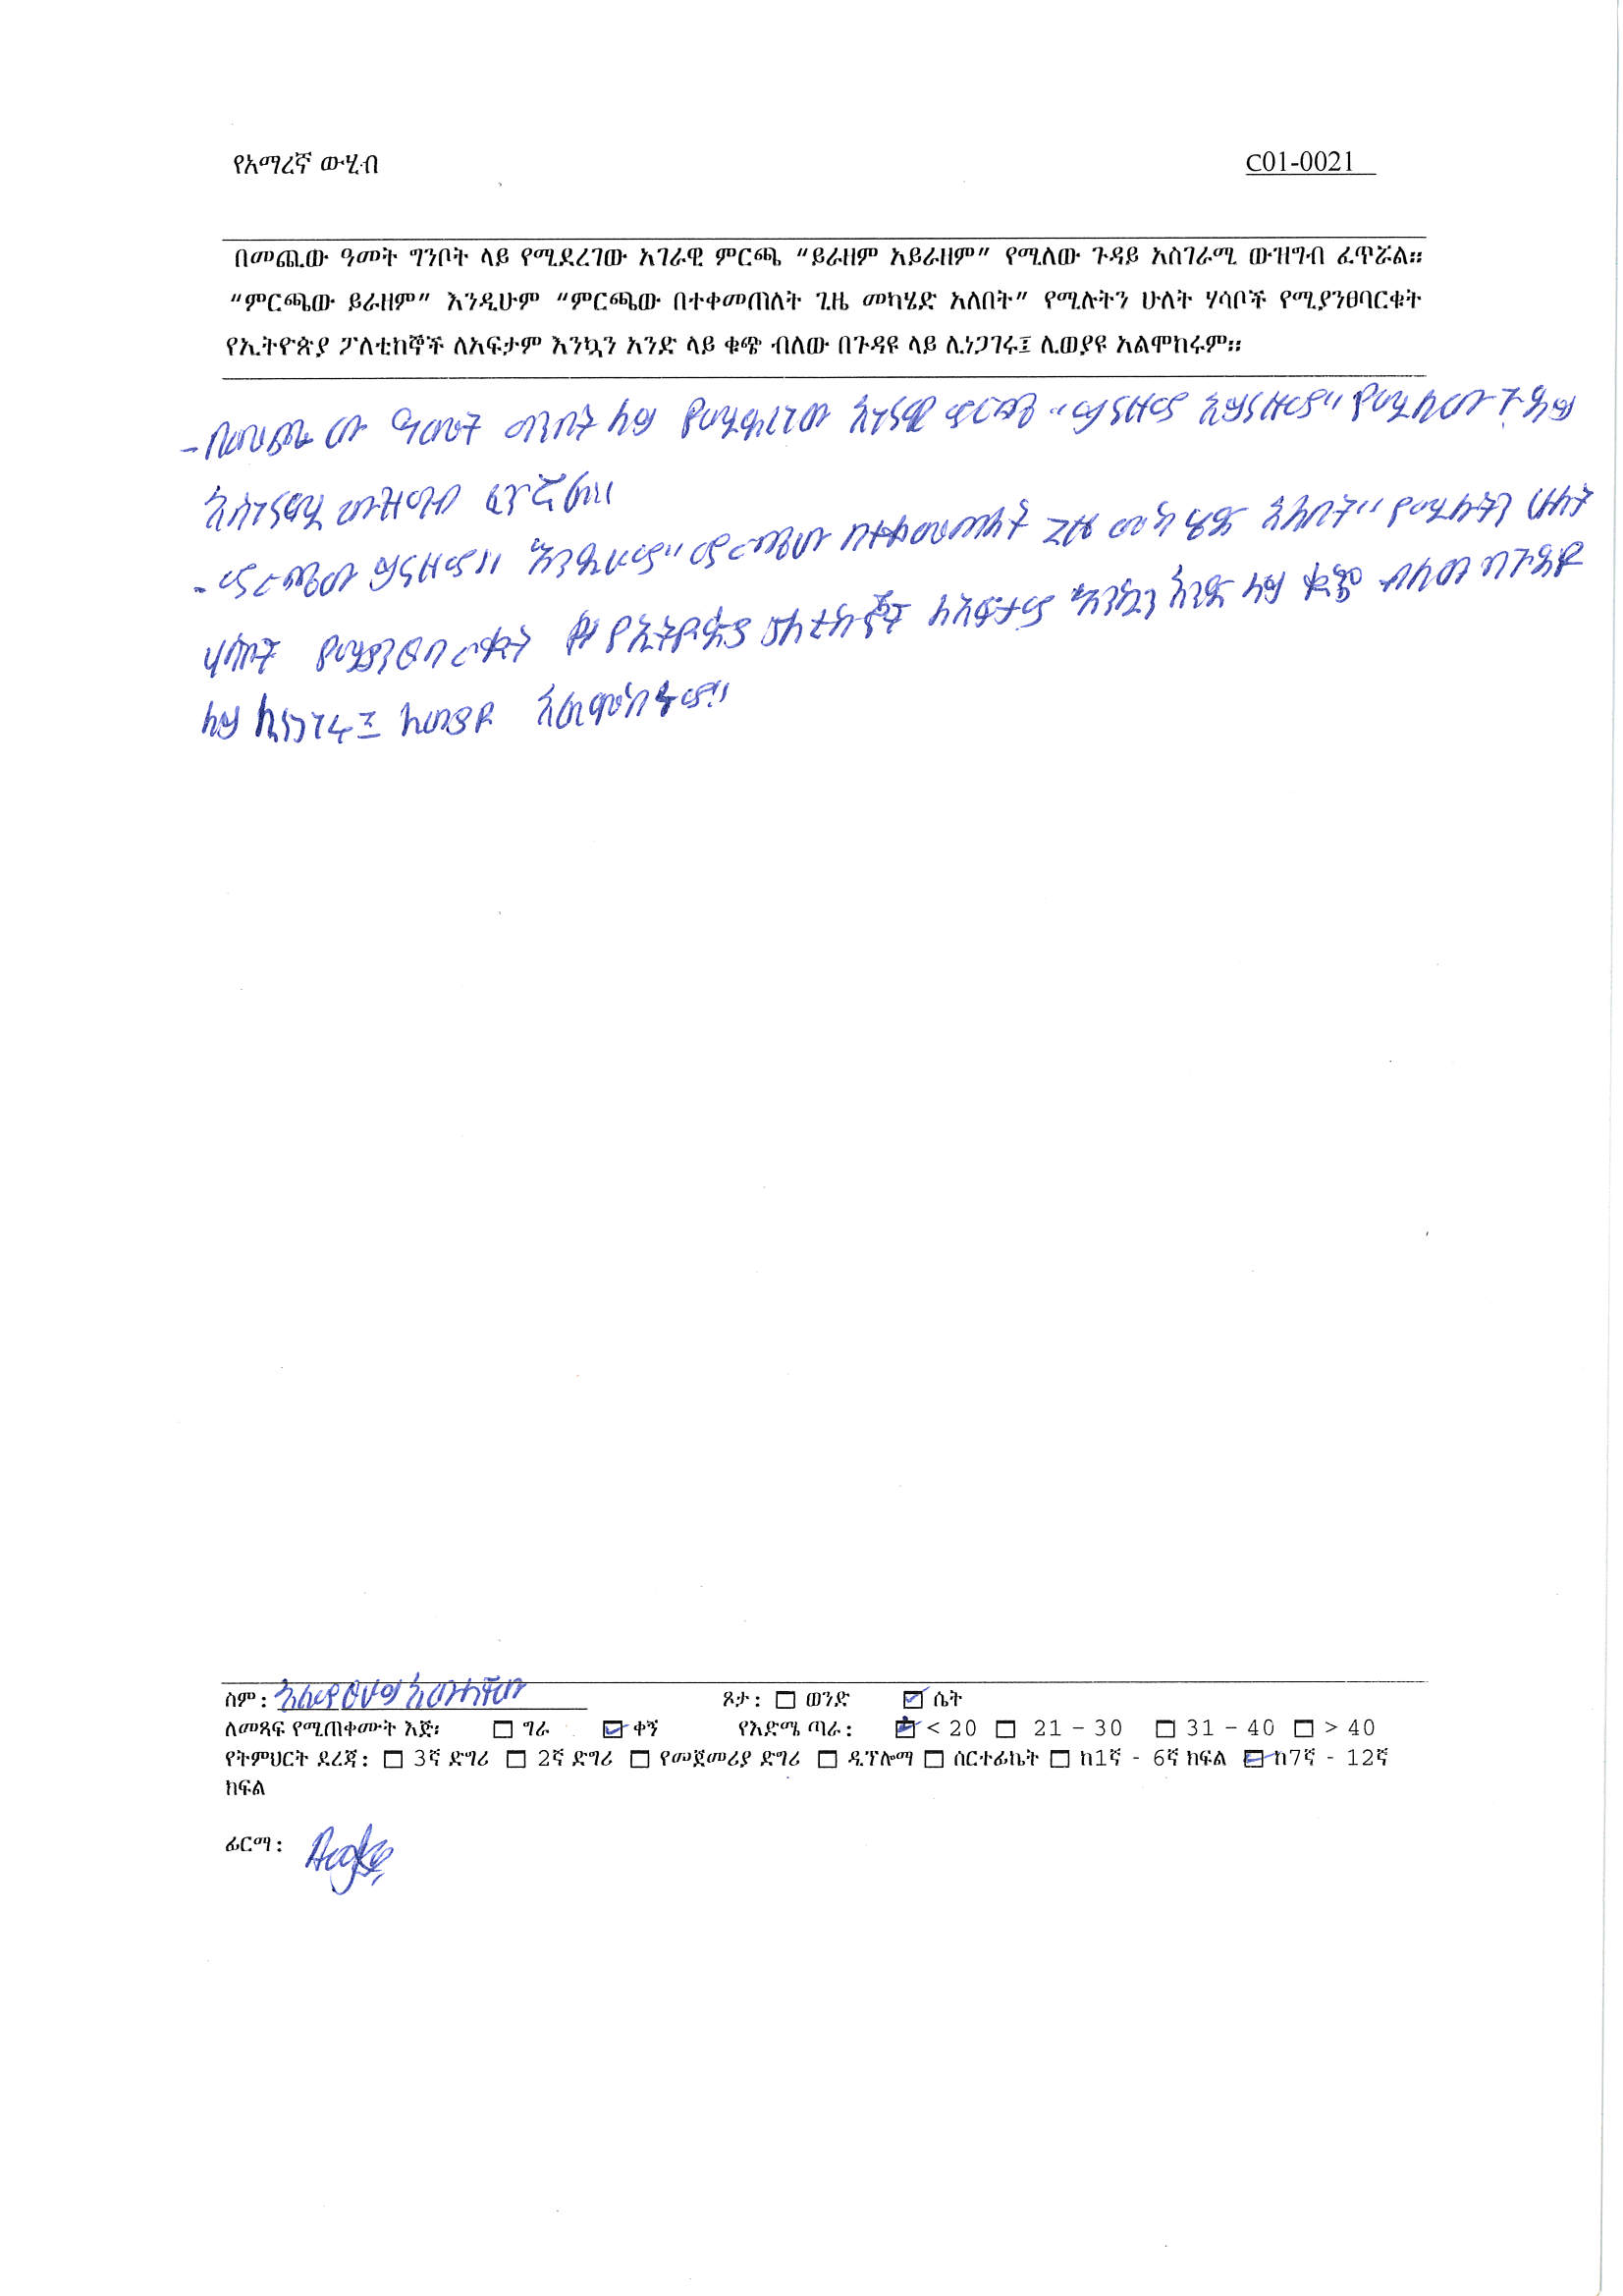 የአማረኛ ውሂብ C01-0021
በመጪው ዓመት ግንቦት ላይ የሚደረገው አገራዊ ምርጫ “ይራዘም አይራዘም” የሚለው ጉዳይ አስገራሚ ውዝግብ ፈጥሯል።
“ምርጫው ይራዘም” እንዲሁም “ምርጫው በተቀመጠለት ጊዜ መካሄድ አለበት” የሚሉትን ሁለት ሃሳቦች የሚያንፀባርቁት
የኢትዮጵያ ፖለቲከኞች ለአፍታም እንኳን አንድ ላይ ቁጭ ብለው በጉዳዩ ላይ ሊነጋገሩ፤ ሊወያዩ አልሞከሩም።
-በመጪው ዓመት ግንቦት ላይ የሚደረገው አገራዊ ምርጫ "ይራዘም አይራዘም" የሚለው ጉዳይ
አስገራሚ ውዝግብ ፈጥሯል።
-ምርጫው ይራዘም" እንዲሁም" ምርጫው በተቀመጠለት ጊዜ መካሄድ አለበት" የሚሉትን ሁለት
ሃሳቦች የሚያንፀባርቁት የኢትዮጵያ ፖለቲከኞች ለአፍታም እንኳን አንድ ላይ ቁጭ ብለው በጉዳዩ
ላይ ሊነጋገሩ፤ ሊወያዩ አልሞከሩም።
ስም: ጾታ: ወንድ ሴት
ለመጻፍ የሚጠቀሙት እጅ፡ ግራ ቀኝ የእድሜ ጣራ: < 20 21 – 30 31 – 40 > 40
የትምህርት ደረጃ: 3ኛ ድግሪ 2ኛ ድግሪ የመጀመሪያ ድግሪ ዲፕሎማ ሰርተፊኬት ከ1ኛ - 6ኛ ክፍል ከ7ኛ - 12ኛ
ክፍል
ፊርማ: